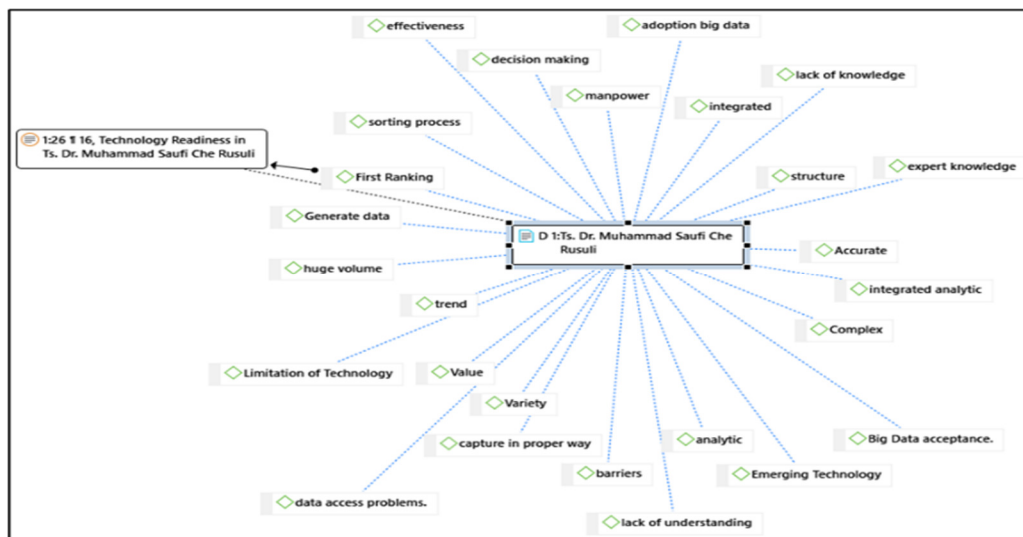 effectiveness
adoption big data
decision making
lack of knowledge
manpower
integrated
sorting process
1:26 ¶ 16, Technology Readiness in
Ts. Dr. Muhammad Saufi Che Rusuli
First Ranking
structure
expert knowledge
Generate data
D 1:Ts. Dr. Muhammad Saufi Che
Rusuli
Accurate
huge volume
integrated analytic
trend
Complex
Limitation of Technology
Value
Variety
capture in proper way
analytic
Big Data acceptance.
barriers
Emerging Technology
data access problems.
lack of understanding